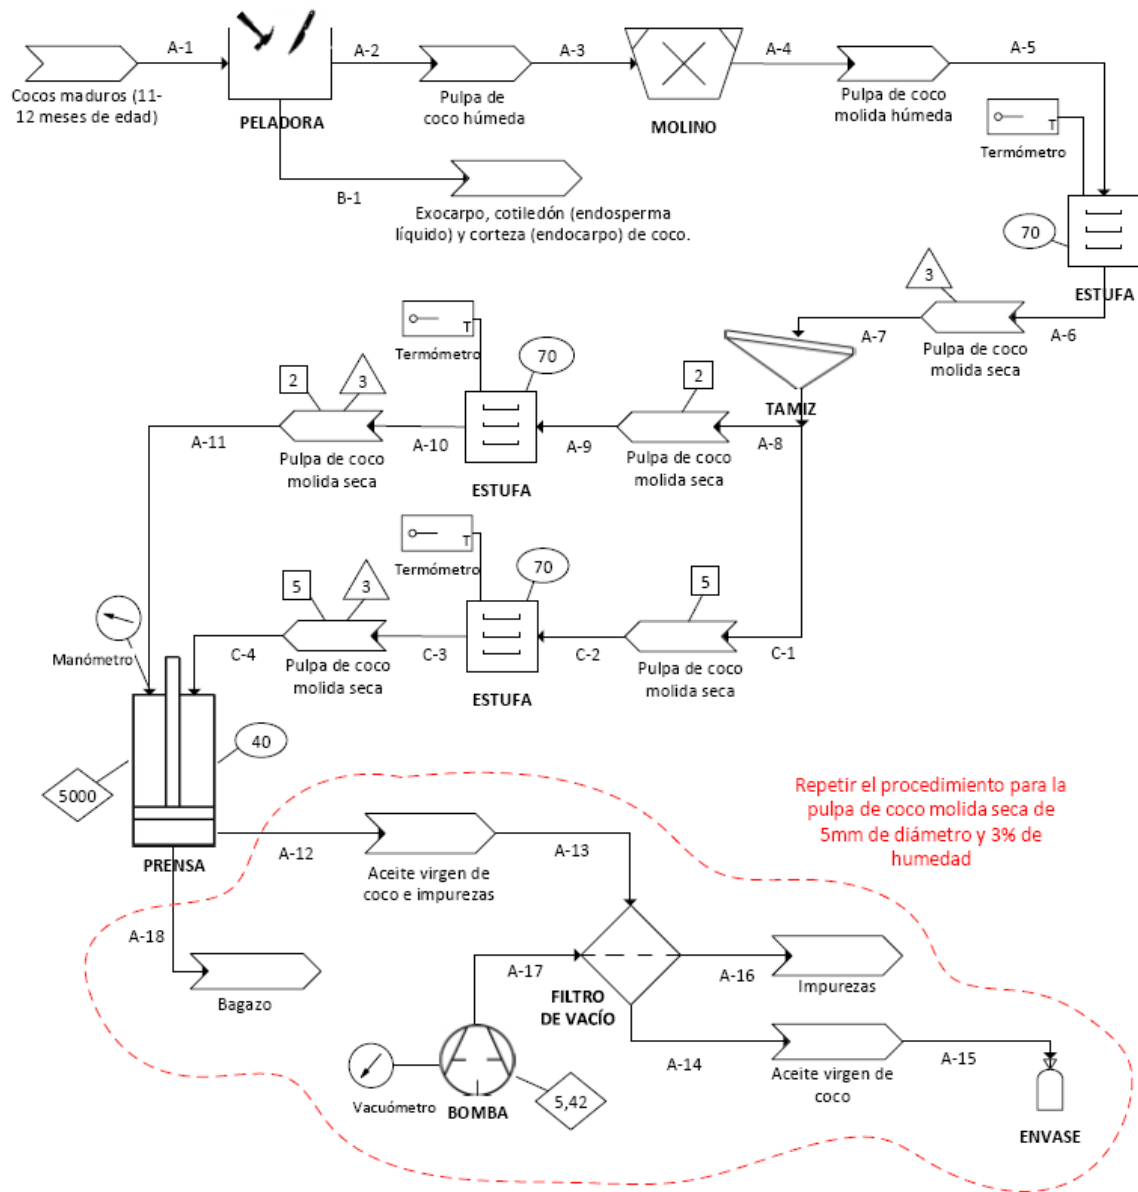 A-1
A-2
A-3
A-4
A-5
Cocos maduros (11-
12 meses de edad)
PELADORA
Pulpa de
coco húmeda
MOLINO
Pulpa de coco
molida húmeda
T
Termómetro
B-1
Exocarpo, cotiledón (endosperma
líquido) y corteza (endocarpo) de coco.
70
ESTUFA
3
A-7
A-6
Pulpa de coco
molida seca
TAMIZ
T
Termómetro
70
2
3
2
A-11
A-10
A-9
A-8
Pulpa de coco
molida seca
ESTUFA
Pulpa de coco
molida seca
T
Termómetro
70
5
3
5
C-4
C-3
C-2
C-1
Pulpa de coco
molida seca
ESTUFA
Pulpa de coco
molida seca
Manómetro
40
5000
PRENSA
Repetir el procedimiento para la
pulpa de coco molida seca de
5mm de diámetro y 3% de
humedad
A-12
A-13
Aceite virgen de
coco e impurezas
A-18
Bagazo
A-17
A-16
FILTRO
DE VACÍO
Impurezas
A-14
A-15
Aceite virgen de
coco
Vacuómetro
BOMBA
5,42
ENVASE